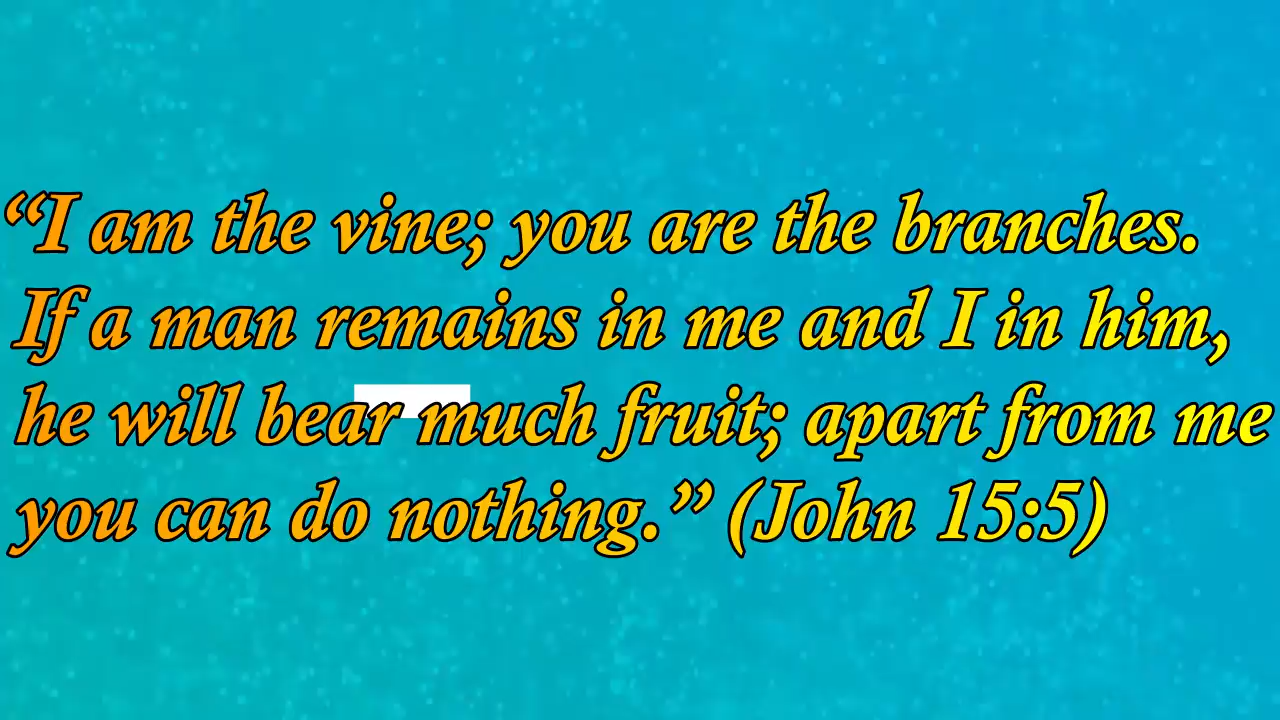 “I am the vine; you are the branches.
If a man remains in me and I in him,
he will bear much fruit; apart from me
you can do nothing.” (John 15:5)